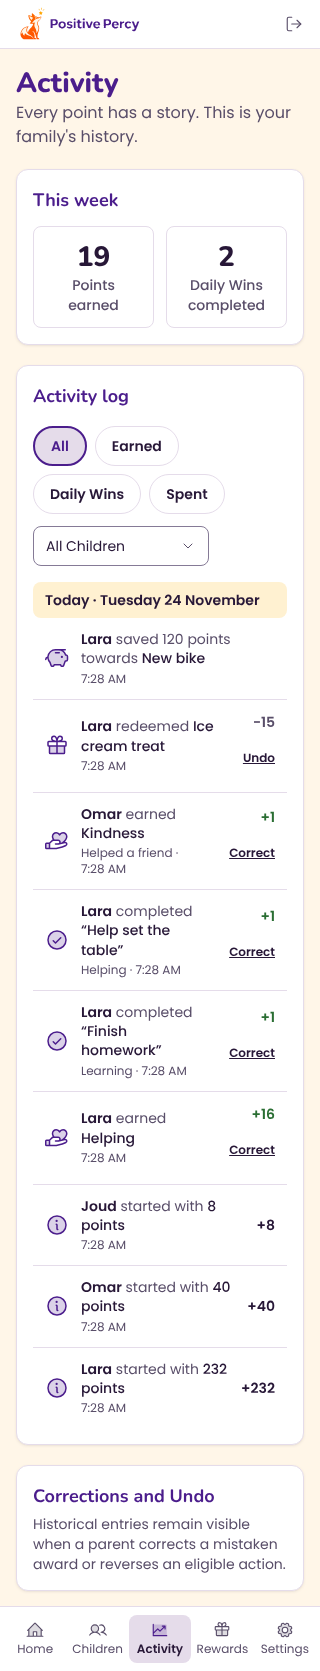 Positive Percy
Activity
Every point has a story. This is your
family's history.
This week
19
Points
earned
2
Daily Wins
completed
Activity log
All
Earned
Daily Wins
Spent
All Children
Today · Tuesday 24 November
Lara saved 120 points
towards New bike
7:28 AM
Lara redeemed Ice
cream treat
7:28 AM
-15
Undo
Omar earned
Kindness
Helped a friend ·
7:28 AM
+1
Correct
Lara completed
“Help set the
table”
Helping · 7:28 AM
+1
Correct
Lara completed
“Finish
homework”
Learning · 7:28 AM
+1
Correct
Lara earned
Helping
7:28 AM
+16
Correct
Joud started with 8
points
7:28 AM
+8
Omar started with 40
points
7:28 AM
+40
Lara started with 232
points
7:28 AM
+232
Corrections and Undo
Historical entries remain visible
when a parent corrects a mistaken
award or reverses an eligible action.
Home
Children
Activity
Rewards
Settings